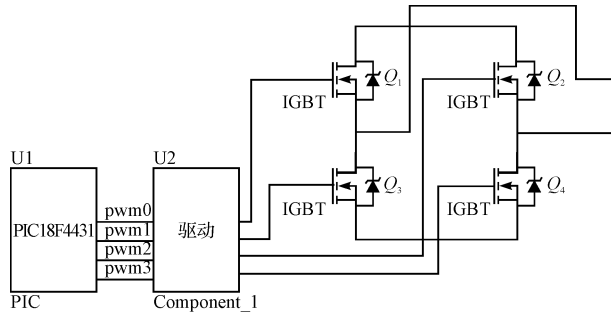 Q1
Q2
IGBT
IGBT
U1
U2
Q3
Q4
IGBT
IGBT
PIC18F4431
pwm0
pwm1
pwm2
pwm3
驱动
PIC
Component_1